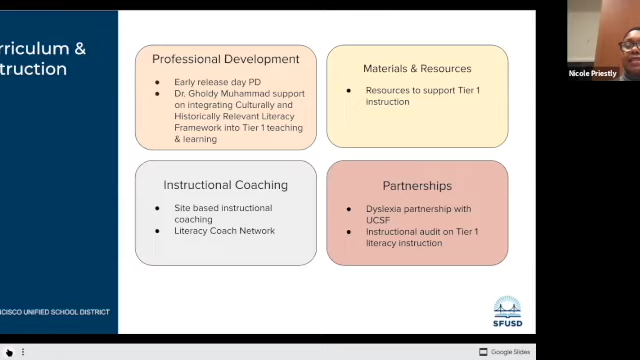 rriculum &
truction
Professional Development
● Early release day PD
● Dr. Gholdy Muhammad support
on integrating Culturally and
Historically Relevant Literacy
Framework into Tier 1 teaching
& learning
Materials & Resources
● Resources to support Tier 1
instruction
Instructional Coaching
● Site based instructional
coaching
● Literacy Coach Network
Partnerships
● Dyslexia partnership with
UCSF
● Instructional audit on Tier 1
literacy instruction
NCISCO UNIFIED SCHOOL DISTRICT
SFUSD
Google Slides
Nicole Priestly